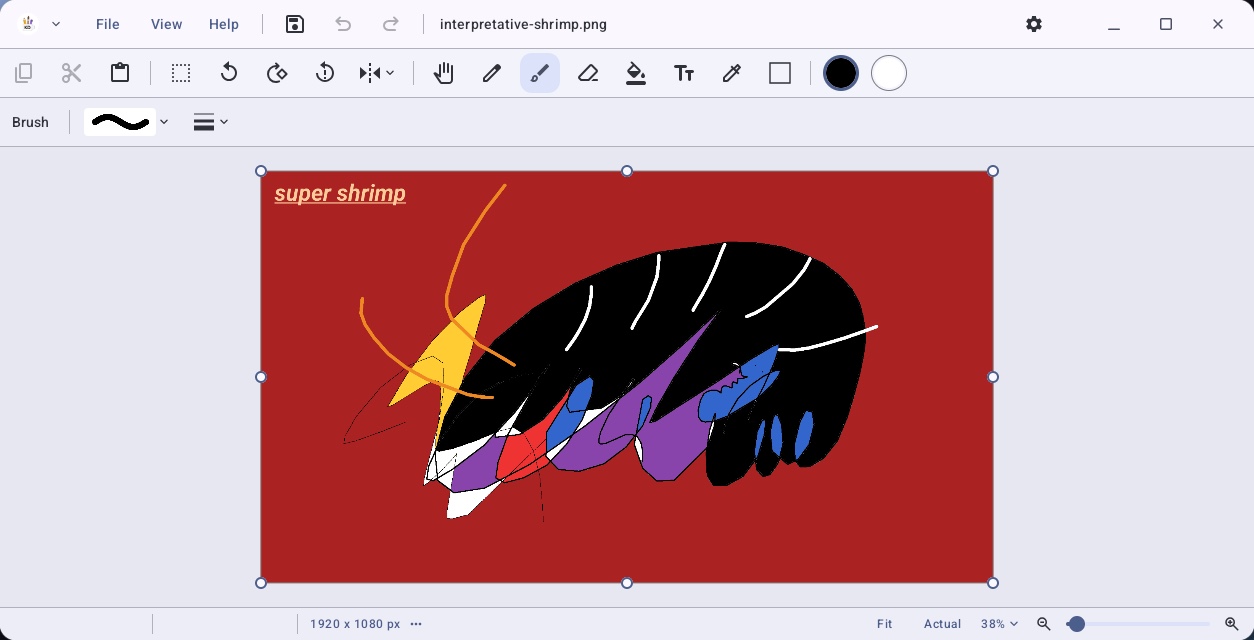 File View Help interpretative-shrimp.png
Brush
super shrimp
1920 x 1080 px Fit Actual 38%